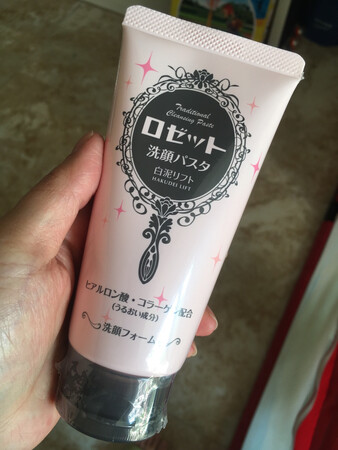 Traditional
Cleansing Paste
ロゼット
洗顔パスタ
白泥リフト
HAKUDEI LIFT
ヒアルロン酸・コラーゲン配合
(うるおい成分)
洗顔フォーム